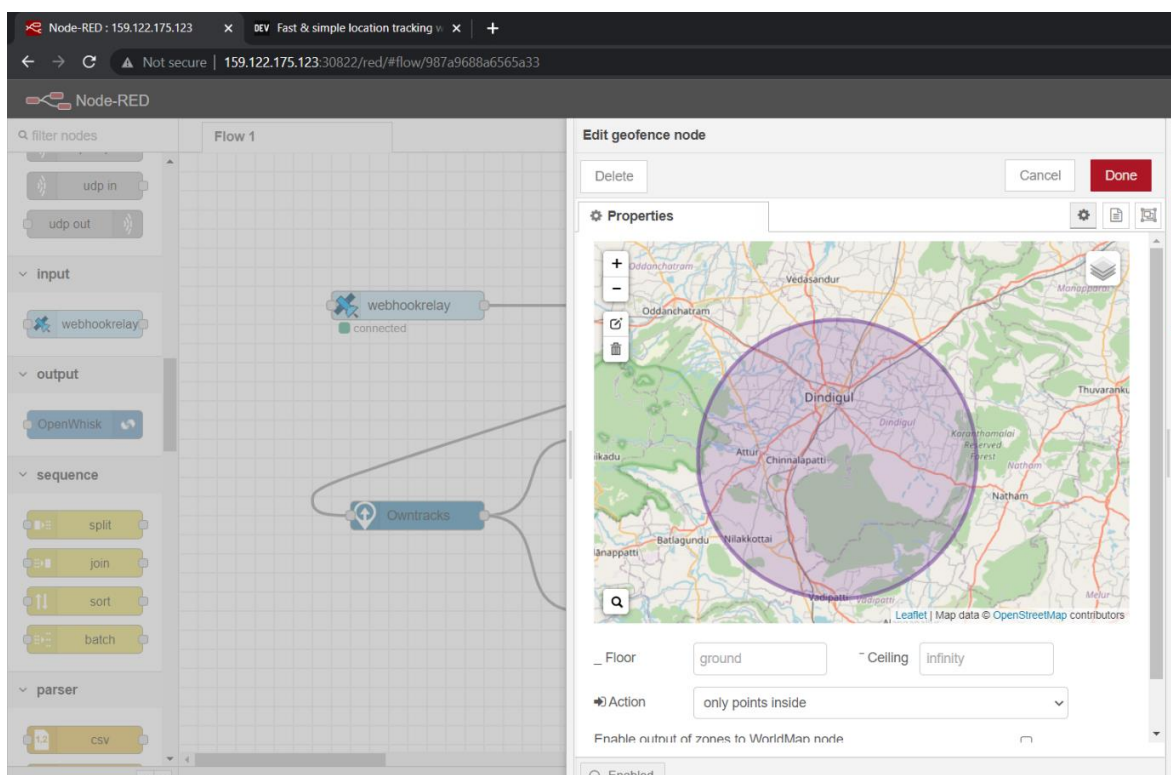 Node-RED : 159.122.175.123
DEV Fast & simple location tracking w
Not secure | 159.122.175.123:30822/red/#flow/987a9688a6565a33
Node-RED
filter nodes
Flow 1
Edit geofence node
Delete
Cancel
Done
Properties
udp in
udp out
input
webhookrelay
output
OpenWhisk
sequence
split
join
sort
batch
parser
csv
webhookrelay
connected
Owntracks
+
−
Oddanchatram
Vedasandur
Manapparai
Oddanchatram
Dindigul
Thuvaranku
Dindigul
Karanthamalai
Reserved
Forest
Attur
Chinnalapatti
Natham
Natham
Batlagundu
Nilakkottai
Vadipatti
Vadipatti
Melur
Leaflet | Map data © OpenStreetMap contributors
_ Floor
ground
‾ Ceiling
infinity
Action
only points inside
Enable output of zones to WorldMap node
Enabled